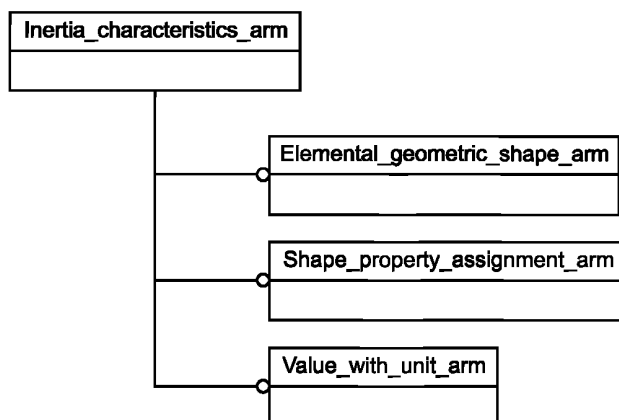 Inertia_characteristics_arm
Elemental_geometric_shape_arm
Shape_property_assignment_arm
Value_with_unit_arm